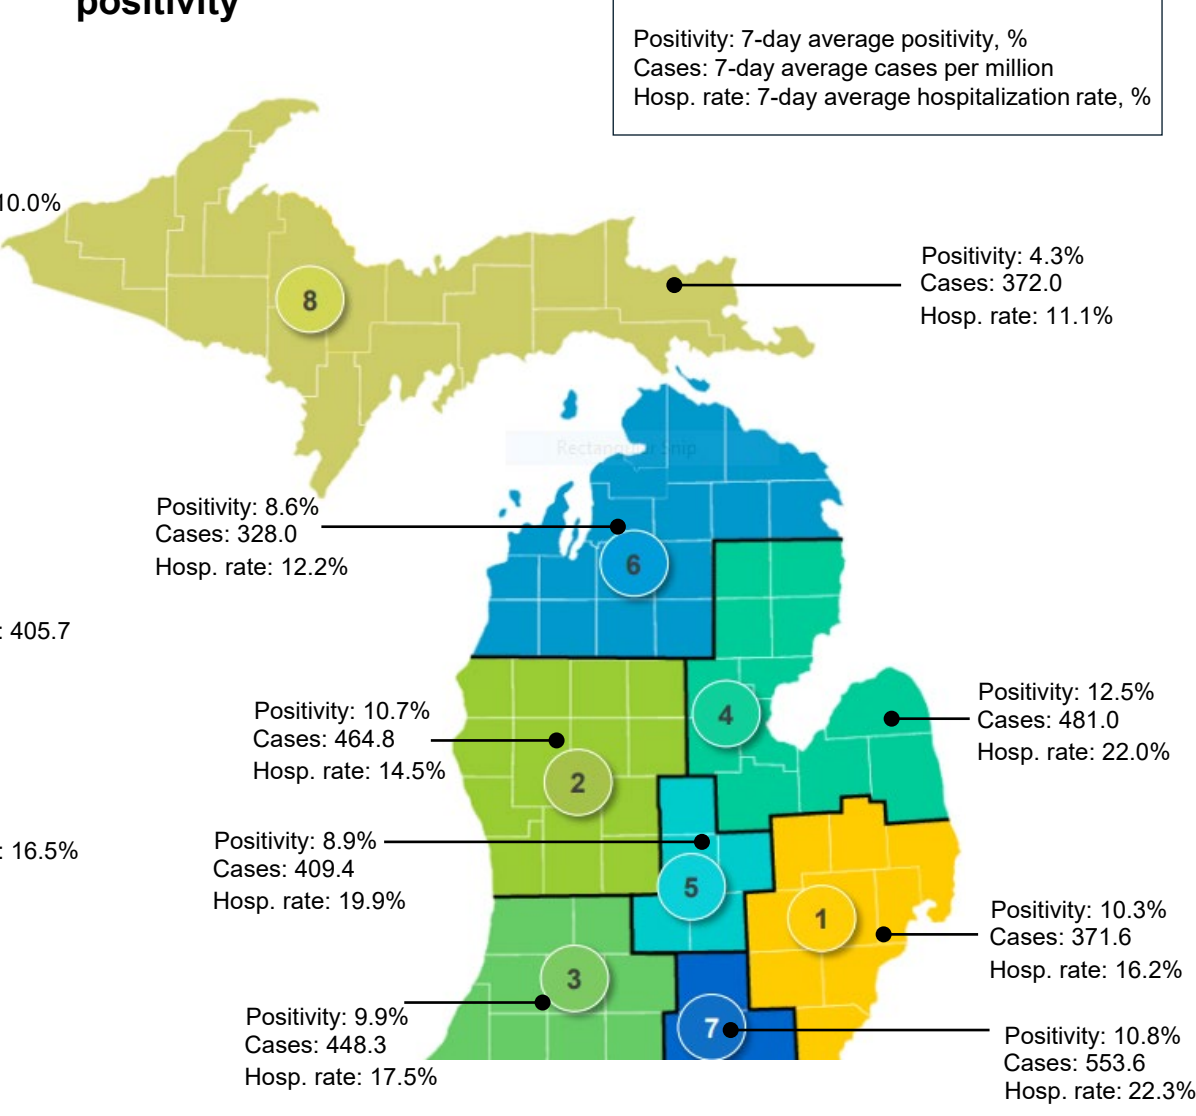 positivity
Positivity: 7-day average positivity, %
Cases: 7-day average cases per million
Hosp. rate: 7-day average hospitalization rate, %
10.0%
Positivity: 4.3%
Cases: 372.0
Hosp. rate: 11.1%
8
Rectangular Snip
Positivity: 8.6%
Cases: 328.0
Hosp. rate: 12.2%
6
: 405.7
Positivity: 12.5%
Cases: 481.0
Hosp. rate: 22.0%
4
Positivity: 10.7%
Cases: 464.8
Hosp. rate: 14.5%
2
Positivity: 8.9%
Cases: 409.4
Hosp. rate: 19.9%
: 16.5%
5
1
Positivity: 10.3%
Cases: 371.6
Hosp. rate: 16.2%
3
Positivity: 9.9%
Cases: 448.3
Hosp. rate: 17.5%
7
Positivity: 10.8%
Cases: 553.6
Hosp. rate: 22.3%